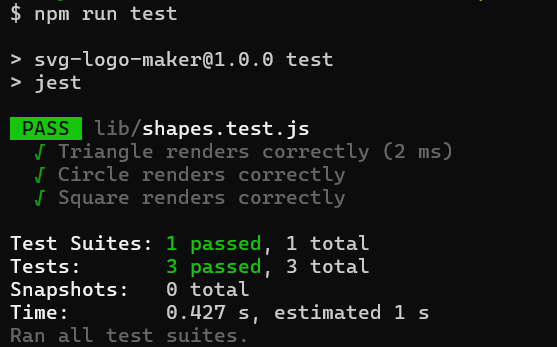 $ npm run test
> svg-logo-maker@1.0.0 test
> jest
PASS lib/shapes.test.js
√ Triangle renders correctly (2 ms)
√ Circle renders correctly
√ Square renders correctly
Test Suites: 1 passed, 1 total
Tests: 3 passed, 3 total
Snapshots: 0 total
Time: 0.427 s, estimated 1 s
Ran all test suites.